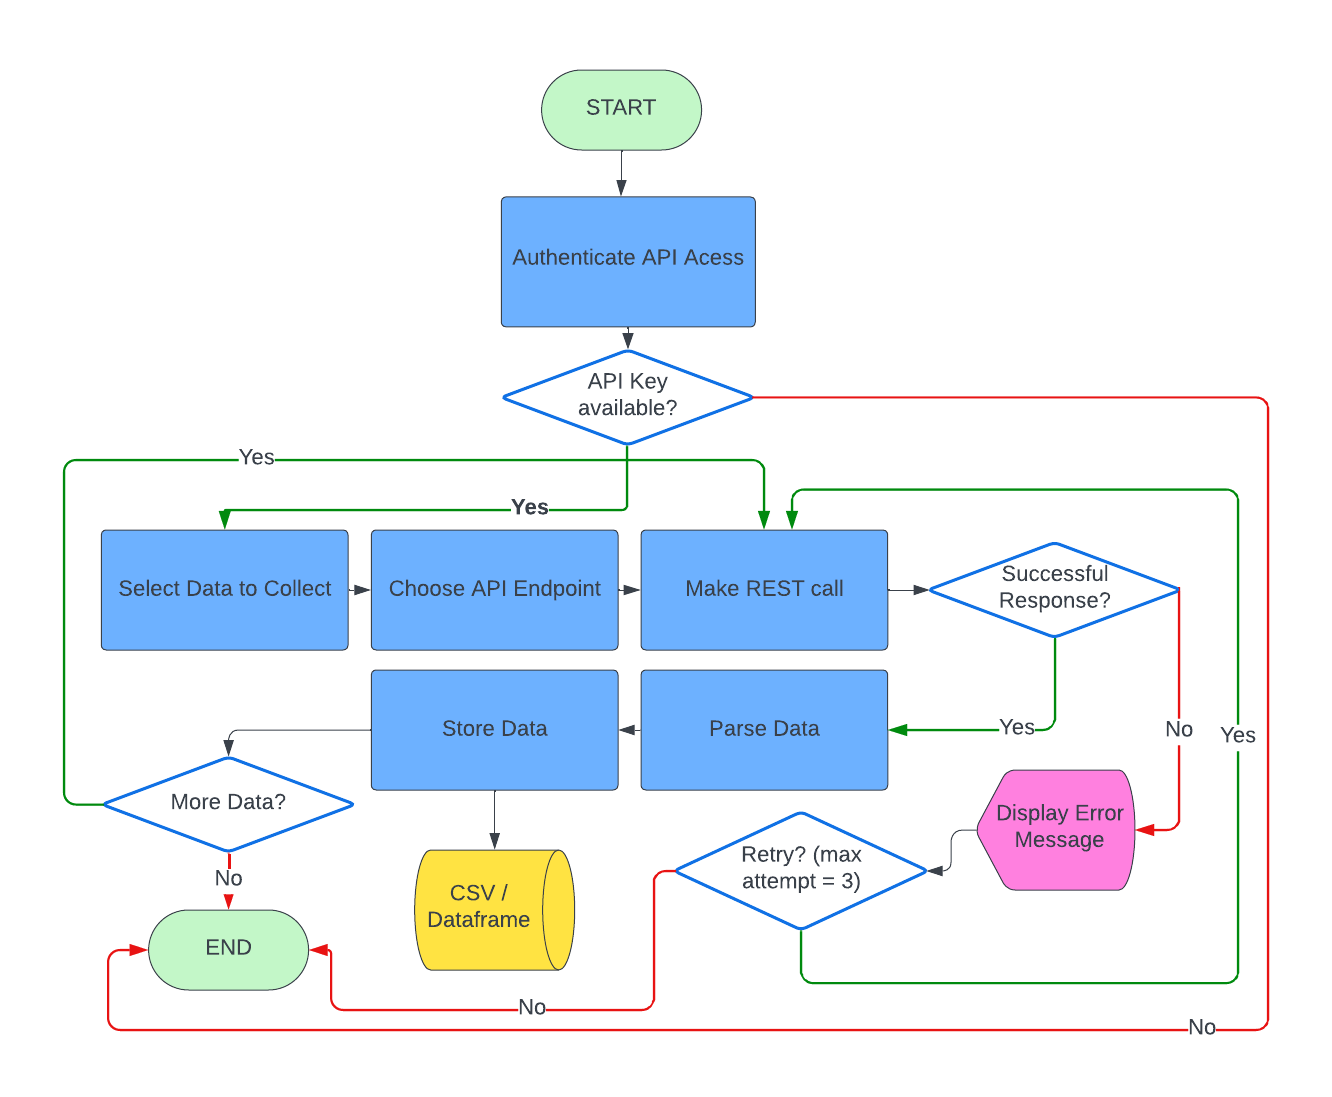 START
Authenticate API Acess
API Key
available?
Yes
Yes
Select Data to Collect
Choose API Endpoint
Make REST call
Successful
Response?
Store Data
Parse Data
Yes
No
Yes
More Data?
Display Error
Message
Retry? (max
attempt = 3)
No
CSV /
Dataframe
END
No
No